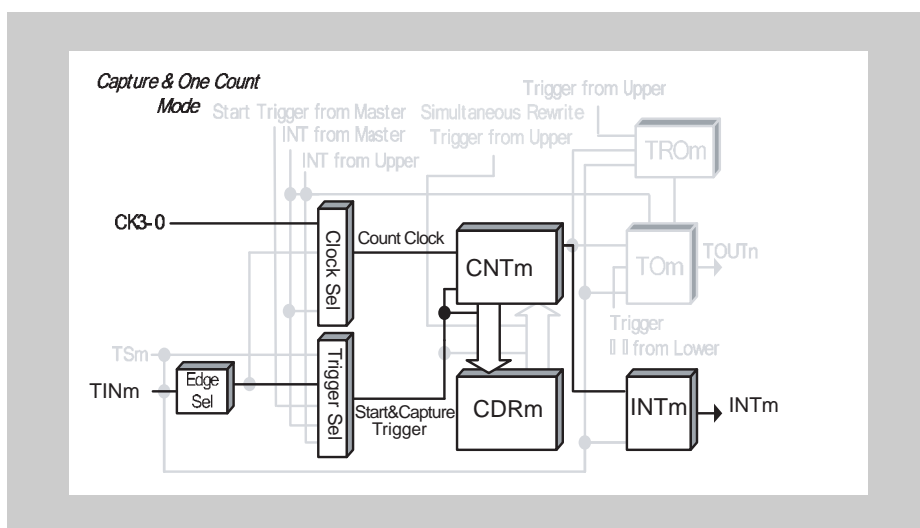 Capture & One Count
Mode
Trigger from Upper
Start Trigger from Master
Simultaneous Rewrite
INT from Master
Trigger from Upper
INT from Upper
TROm
CK3-0
Clock Sel
Count Clock
CNTm
TOm
TOUTn
Trigger
from Lower
TSm
TINm
Edge
Sel
Trigger Sel
Start&Capture
Trigger
CDRm
INTm
INTm